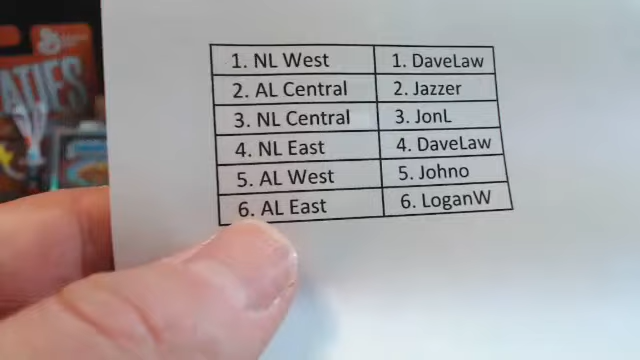 1. NL West 1. DaveLaw
2. AL Central 2. Jazzer
3. NL Central 3. JonL
4. NL East 4. DaveLaw
5. AL West 5. Johno
6. AL East 6. LoganW